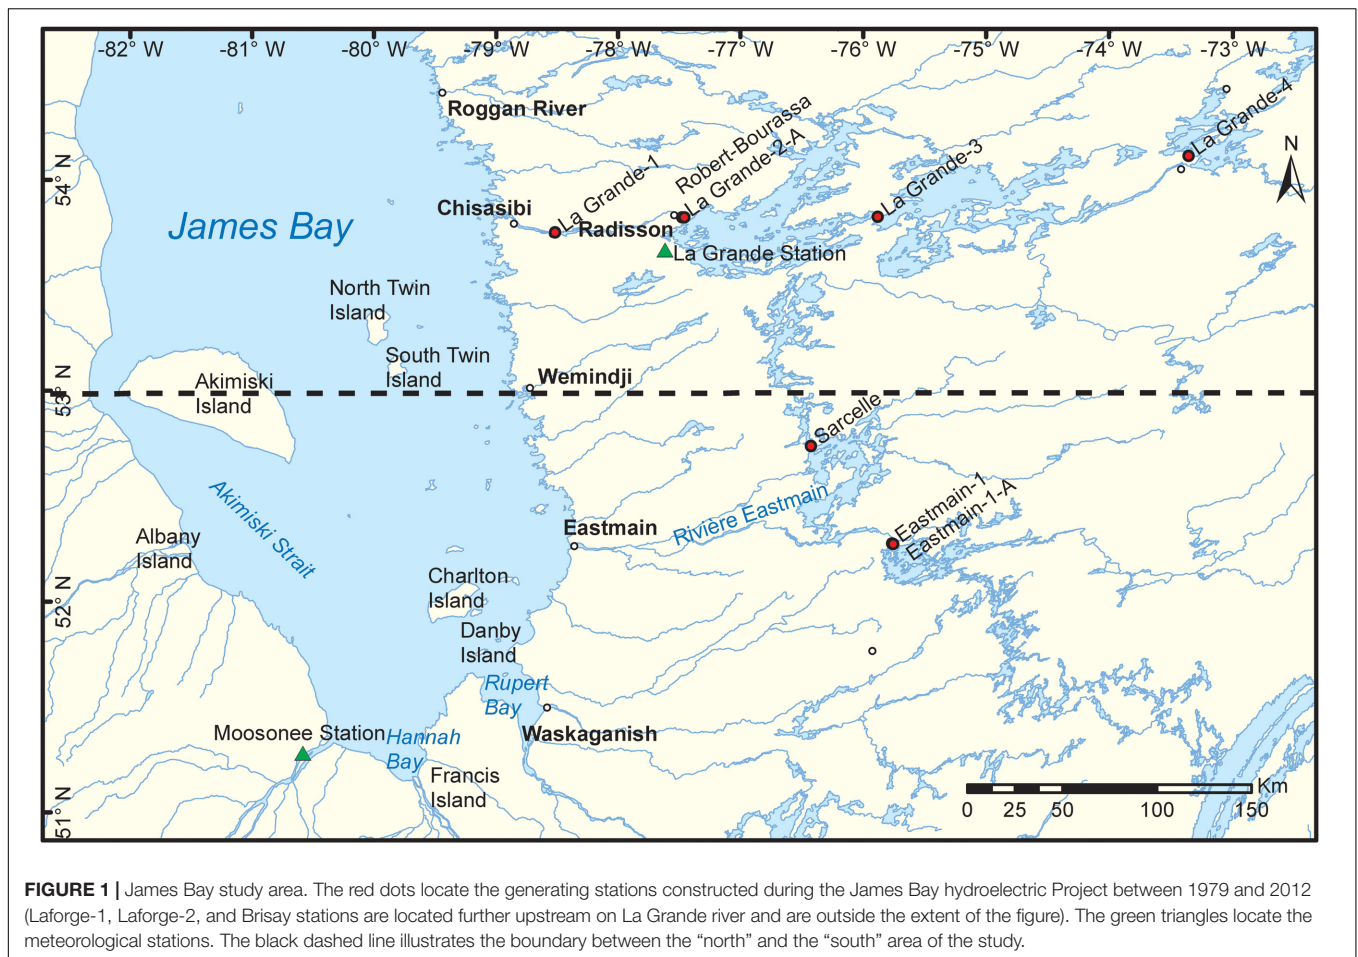 -82° W
-81° W
-80° W
-79° W
-78° W
-77° W
-76° W
-75° W
-74° W
-73° W
Roggan River
La Grande-4
N
54° N
Robert-Bourassa
La Grande-2-A
La Grande-3
La Grande-1
Chisasibi
James Bay
Radisson
La Grande Station
North Twin
Island
South Twin
Island
Akimiski
Island
Wemindji
53° N
Sarcelle
Akimiski Strait
Rivière Eastmain
Eastmain-1
Eastmain-1-A
Eastmain
Albany
Island
Charlton
Island
52° N
Danby
Island
Rupert
Bay
Moosonee Station
Hannah
Bay
Waskaganish
Francis
Island
51° N
Km
0 25 50 100 150
FIGURE 1 | James Bay study area. The red dots locate the generating stations constructed during the James Bay hydroelectric Project between 1979 and 2012
(Laforge-1, Laforge-2, and Brisay stations are located further upstream on La Grande river and are outside the extent of the figure). The green triangles locate the
meteorological stations. The black dashed line illustrates the boundary between the “north” and the “south” area of the study.